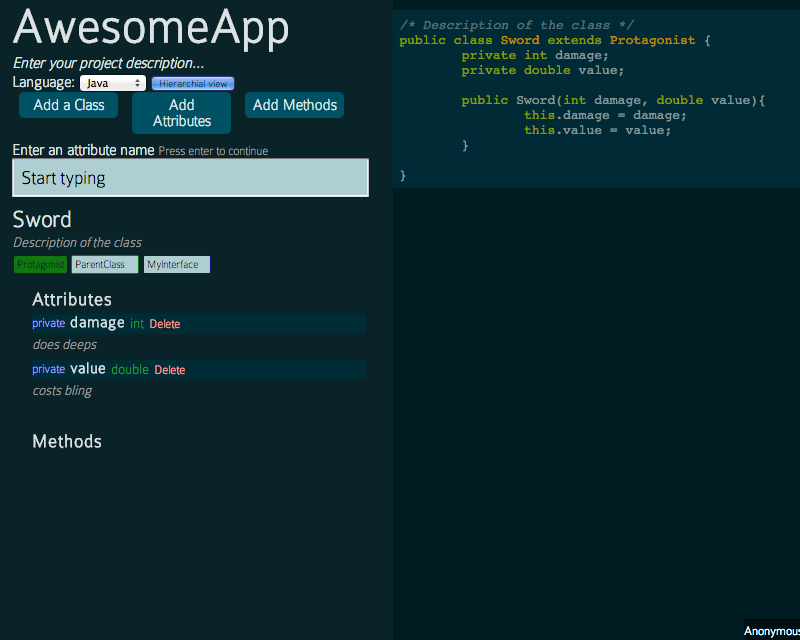 AwesomeApp
Enter your project description...
Language: Java Hierarchial view
Add a Class
Add Attributes
Add Methods
Enter an attribute name Press enter to continue
Start typing
Sword
Description of the class
Protagonist ParentClass MyInterface
Attributes
private damage int Delete
does deeps
private value double Delete
costs bling
Methods
/* Description of the class */
public class Sword extends Protagonist {
private int damage;
private double value;
public Sword(int damage, double value){
this.damage = damage;
this.value = value;
}
}
Anonymous